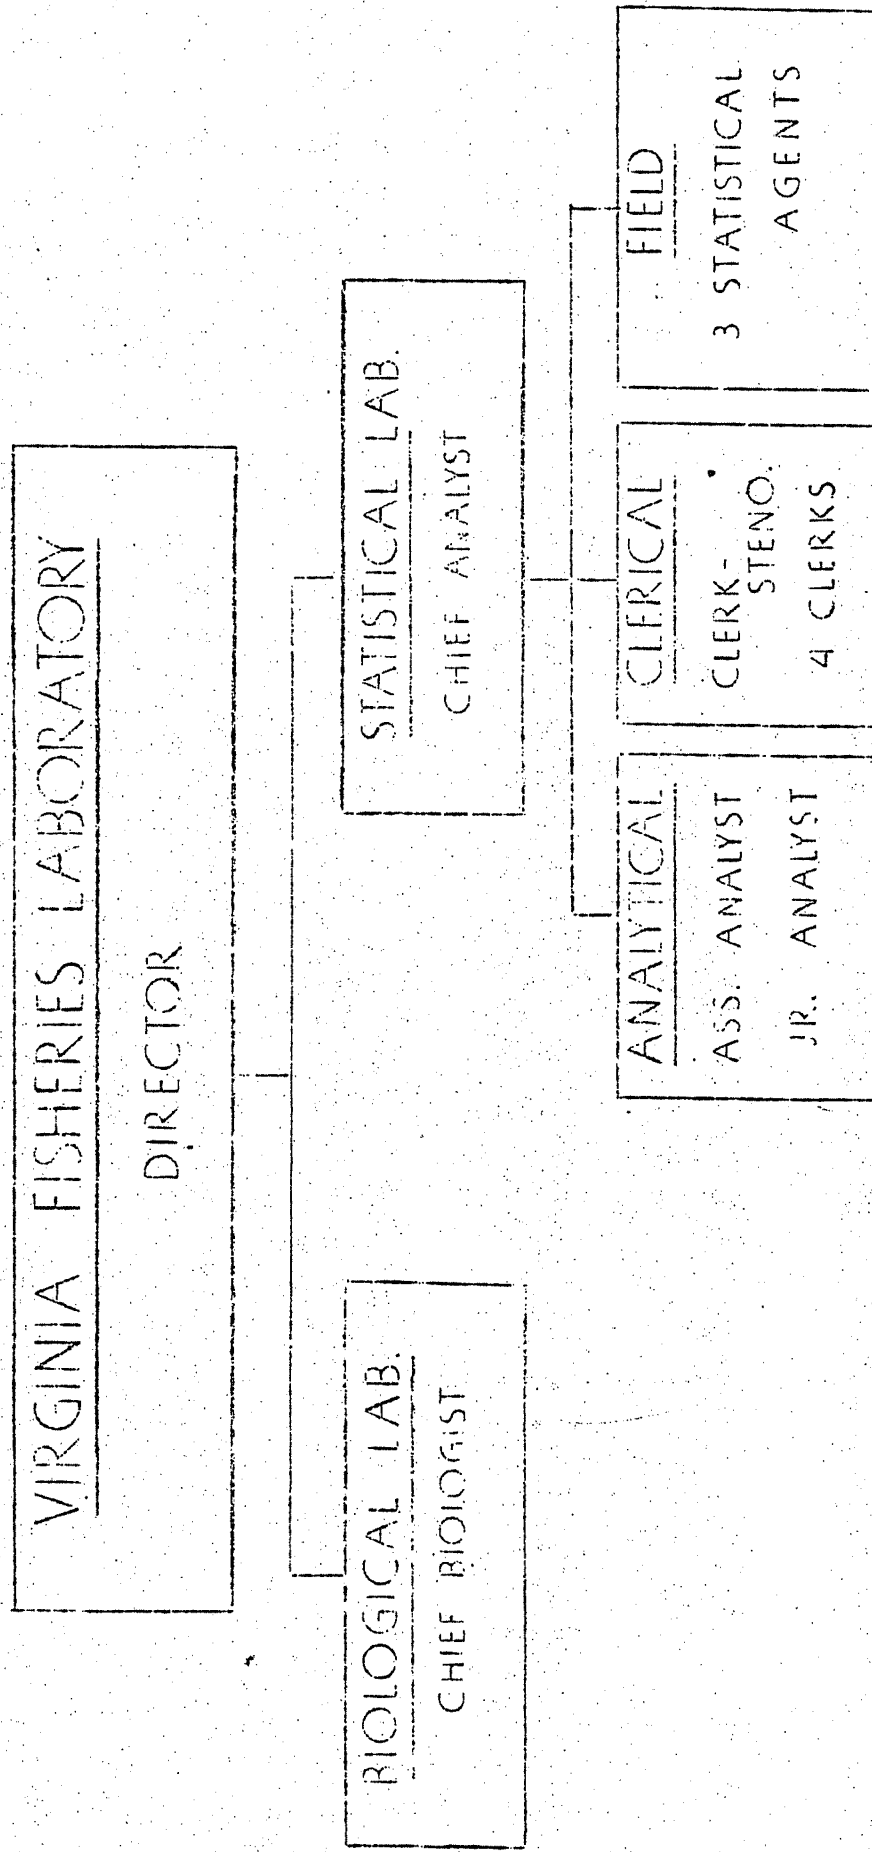 VIRGINIA FISHERIES LABORATORY
DIRECTOR
BIOLOGICAL LAB.
CHIEF BIOLOGIST
STATISTICAL LAB.
CHIEF ANALYST
ANALYTICAL
ASS. ANALYST
JR. ANALYST
CLERICAL
CLERK-
STENO.
4 CLERKS
FIELD
3 STATISTICAL
AGENTS